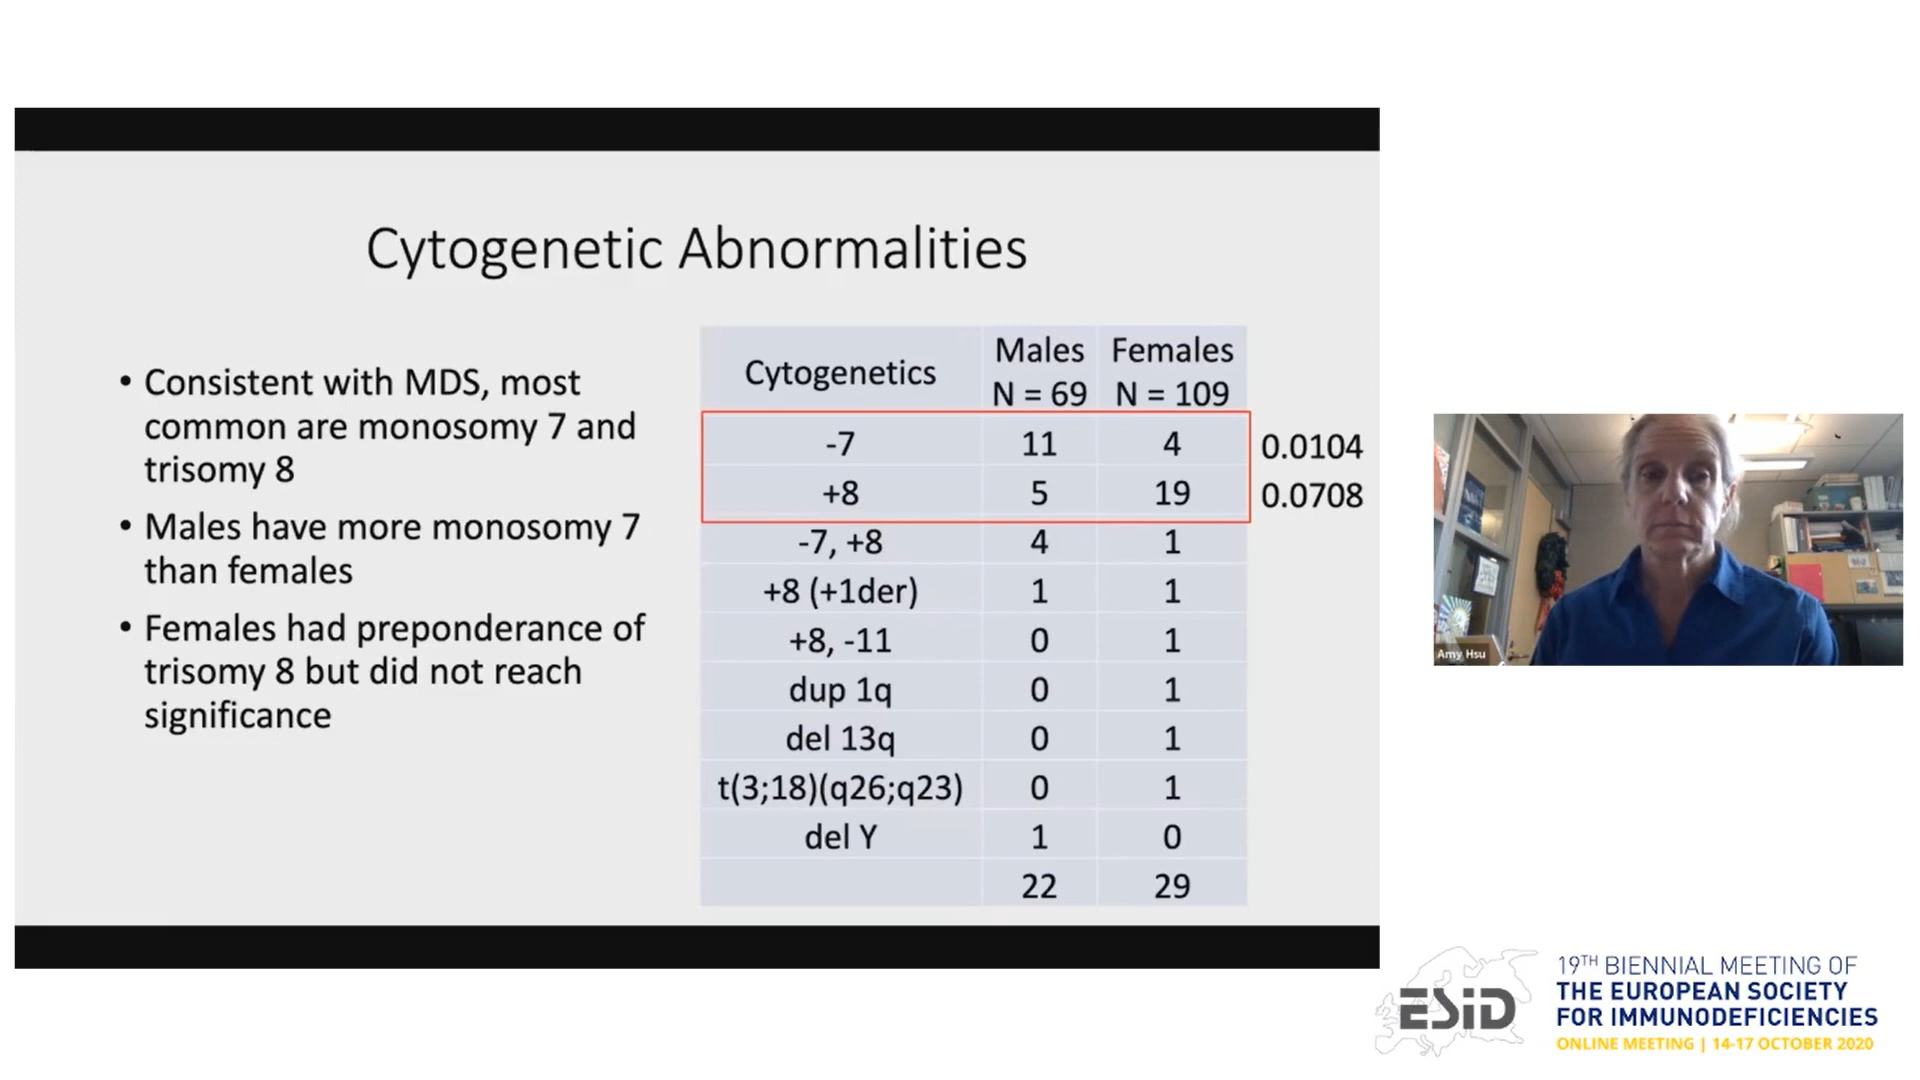 Cytogenetic Abnormalities
• Consistent with MDS, most
common are monosomy 7 and
trisomy 8
• Males have more monosomy 7
than females
• Females had preponderance of
trisomy 8 but did not reach
significance
Cytogenetics Males N = 69 Females N = 109
-7 11 4 0.0104
+8 5 19 0.0708
-7, +8 4 1
+8 (+1der) 1 1
+8, -11 0 1
dup 1q 0 1
del 13q 0 1
t(3;18)(q26;q23) 0 1
del Y 1 0
22 29
Amy Hsu
ESiD
19TH BIENNIAL MEETING OF
THE EUROPEAN SOCIETY
FOR IMMUNODEFICIENCIES
ONLINE MEETING | 14-17 OCTOBER 2020